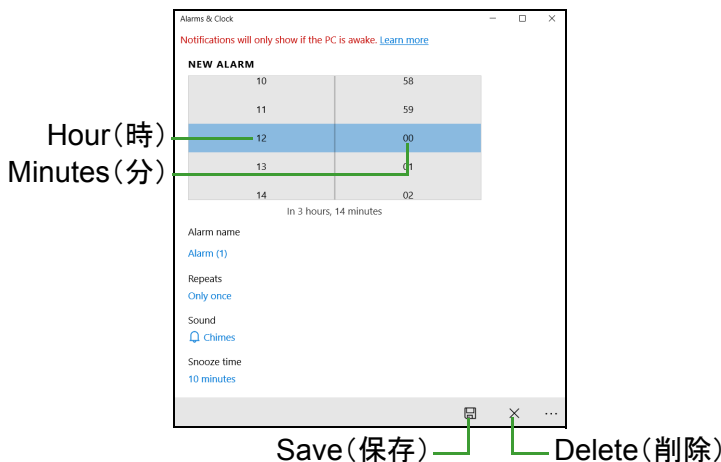 Alarms & Clock
Notifications will only show if the PC is awake. Learn more
NEW ALARM
10 58
11 59
Hour（時） 12 00
Minutes（分） 13 01
14 02
In 3 hours, 14 minutes
Alarm name
Alarm (1)
Repeats
Only once
Sound
Chimes
Snooze time
10 minutes
Save（保存） Delete（削除）